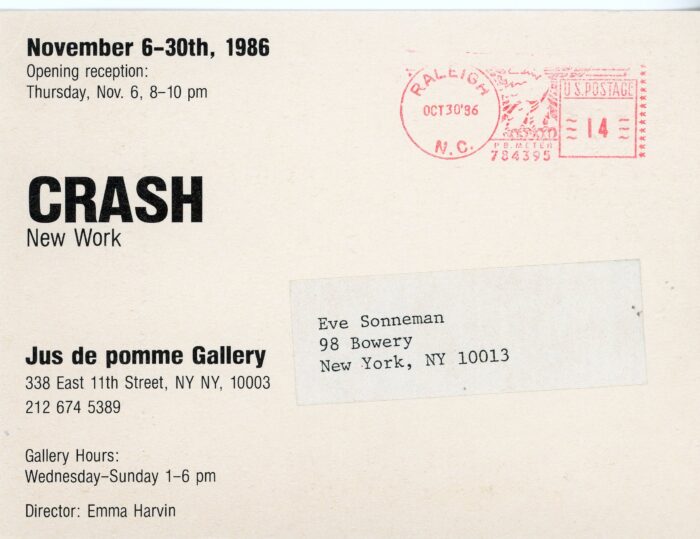 November 6–30th, 1986
Opening reception:
Thursday, Nov. 6, 8–10 pm
RALEIGH
OCT30'86
N.C.
U.S.POSTAGE
14
P.B. METER
784395
CRASH
New Work
Eve Sonneman
98 Bowery
New York, NY 10013
Jus de pomme Gallery
338 East 11th Street, NY NY, 10003
212 674 5389
Gallery Hours:
Wednesday–Sunday 1–6 pm
Director: Emma Harvin